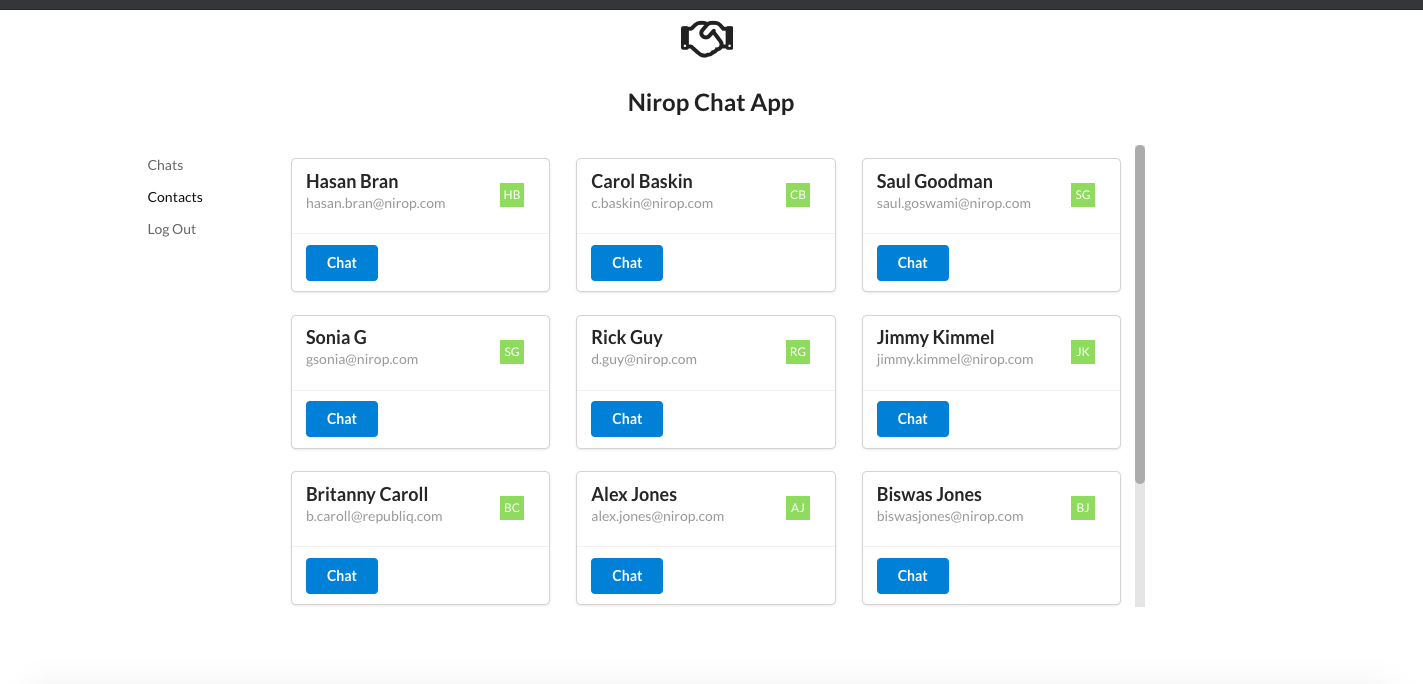 Nirop Chat App
Chats
Contacts
Log Out
Hasan Bran
hasan.bran@nirop.com
HB
Chat
Carol Baskin
c.baskin@nirop.com
CB
Chat
Saul Goodman
saul.goswami@nirop.com
SG
Chat
Sonia G
gsonia@nirop.com
SG
Chat
Rick Guy
d.guy@nirop.com
RG
Chat
Jimmy Kimmel
jimmy.kimmel@nirop.com
JK
Chat
Britanny Caroll
b.caroll@republiq.com
BC
Chat
Alex Jones
alex.jones@nirop.com
AJ
Chat
Biswas Jones
biswasjones@nirop.com
BJ
Chat